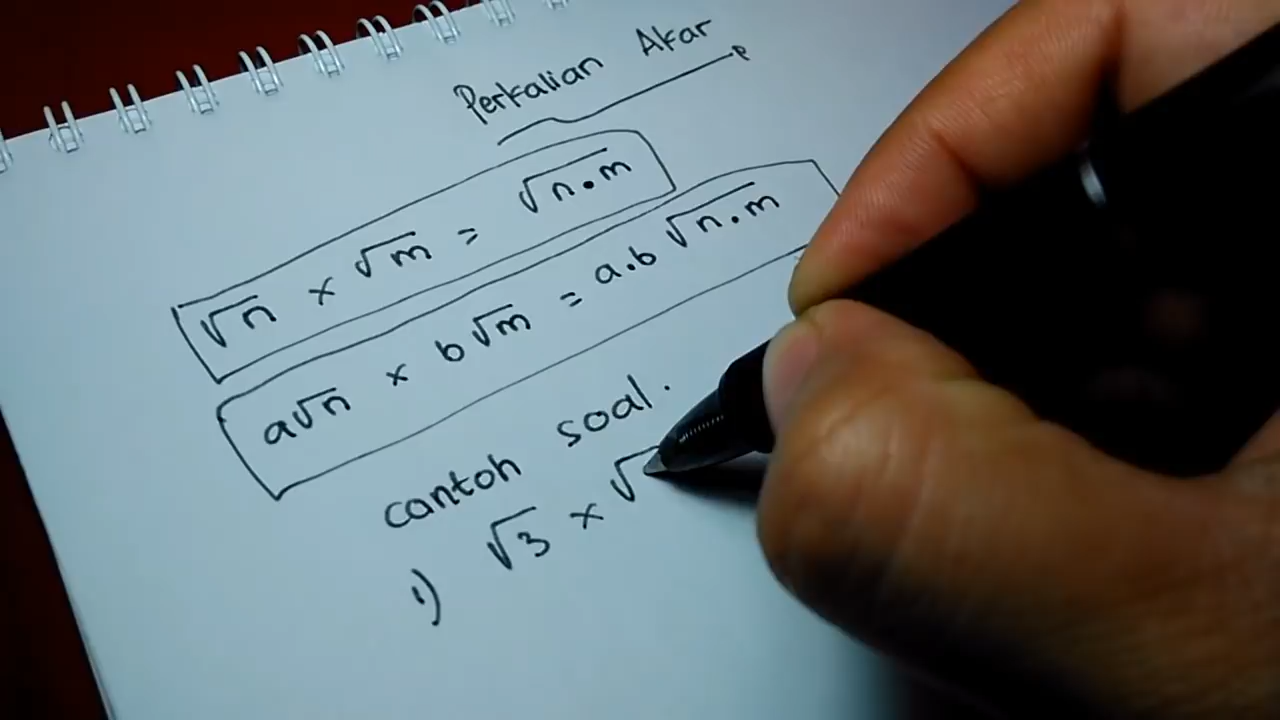 Perkalian Akar
√n × √m = √n.m
a√n × b√m = a.b √n.m
contoh soal.
1) √3 × √